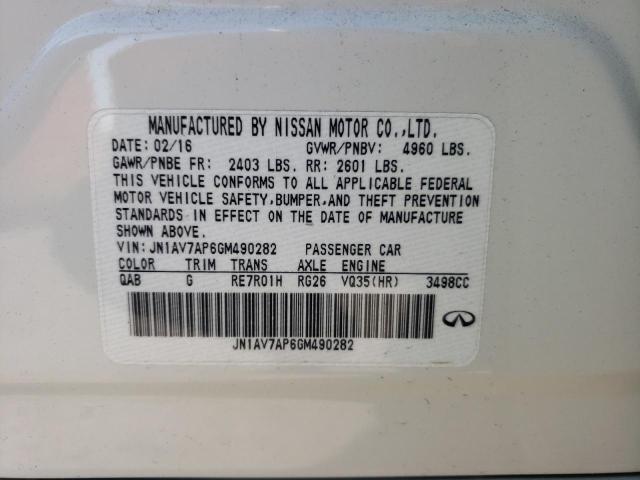 MANUFACTURED BY NISSAN MOTOR CO.,LTD.
DATE: 02/16 GVWR/PNBV: 4960 LBS.
GAWR/PNBE FR: 2403 LBS. RR: 2601 LBS.
THIS VEHICLE CONFORMS TO ALL APPLICABLE FEDERAL
MOTOR VEHICLE SAFETY,BUMPER,AND THEFT PREVENTION
STANDARDS IN EFFECT ON THE DATE OF MANUFACTURE
SHOWN ABOVE.
VIN:JN1AV7AP6GM490282 PASSENGER CAR
COLOR TRIM TRANS AXLE ENGINE
QAB G RE7R01H RG26 VQ35(HR) 3498CC
JN1AV7AP6GM490282